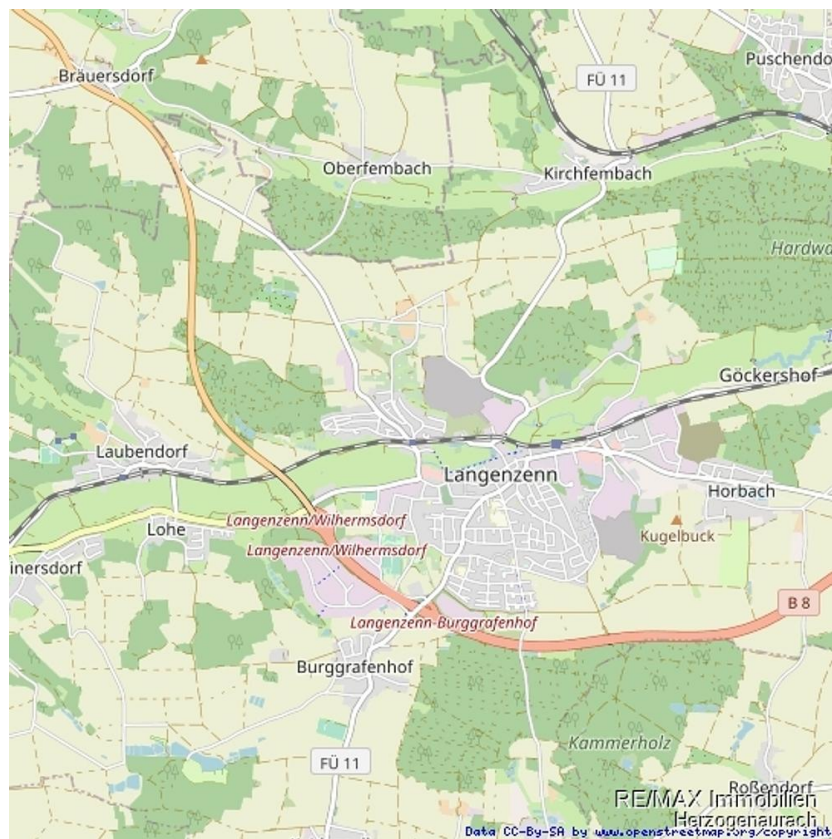 Puschendo
Bräuersdorf
FÜ 11
Oberfembach
Kirchfembach
Hardwa
Göckershof
Laubendorf
Langenzenn
Horbach
Langenzenn/Wilhermsdorf
Lohe
Kugelbuck
Langenzenn/Wilhermsdorf
inersdorf
B 8
Langenzenn-Burggrafenhof
Burggrafenhof
Kammerholz
FÜ 11
Roßendorf
RE/MAX Immobilien
Herzogenaurach
Data CC-By-SA by www.openstreetmap.org/copyright